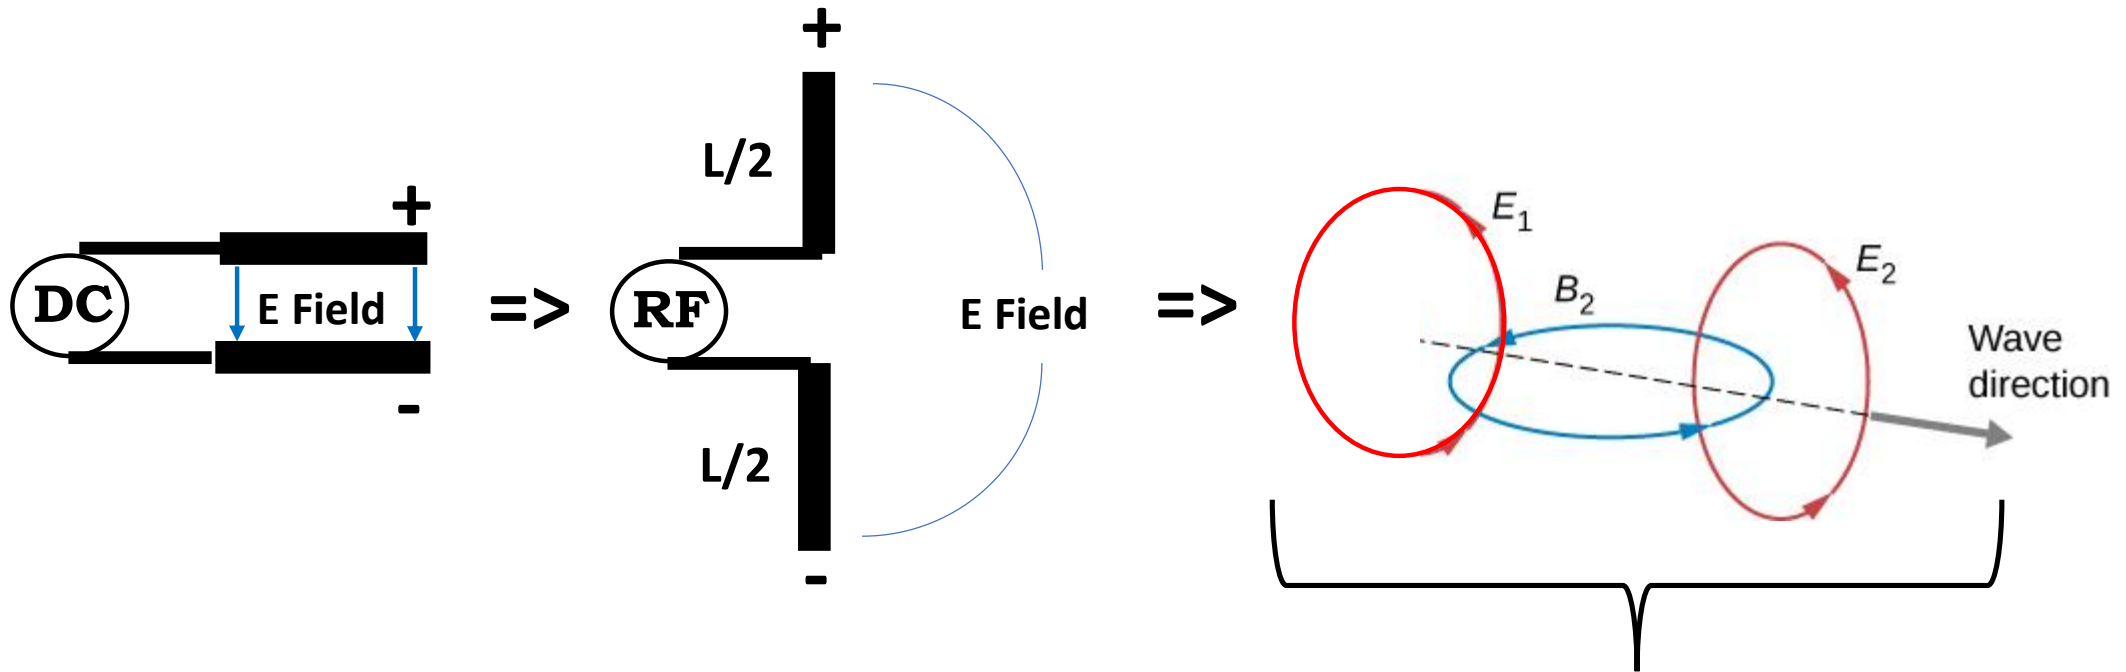 +
DC
E Field
-
=>
+
L/2
RF
L/2
-
E Field
=>
E1
B2
E2
Wave
direction